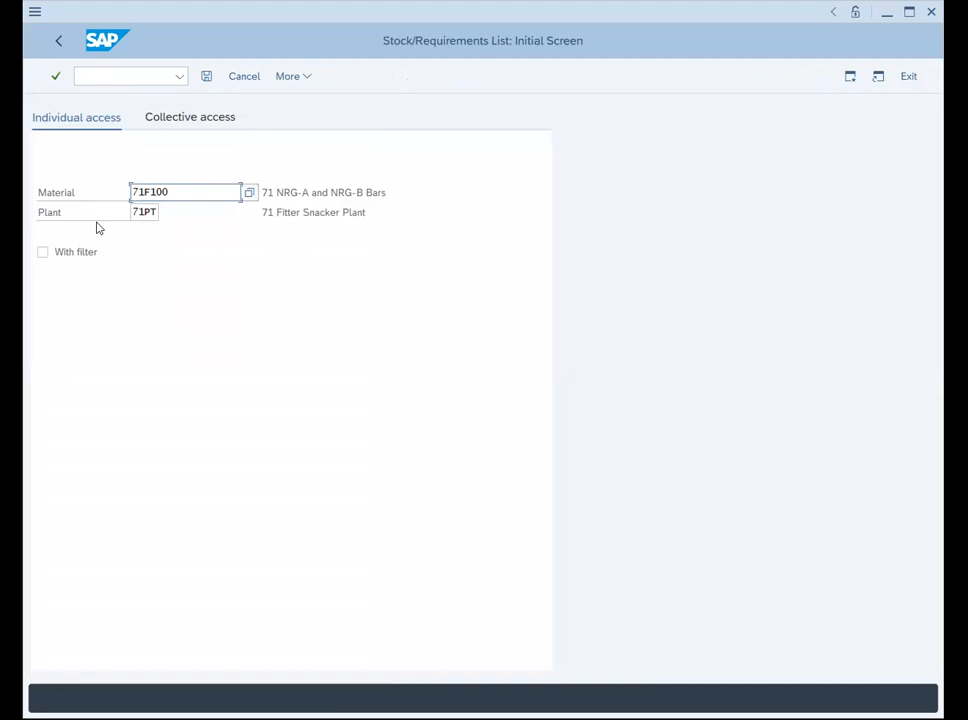 SAP
Stock/Requirements List: Initial Screen
Cancel More Exit
Individual access Collective access
Material 71F100 71 NRG-A and NRG-B Bars
Plant 71PT 71 Fitter Snacker Plant
With filter